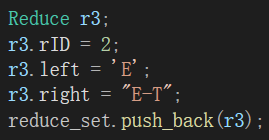 Reduce r3;
r3.rID = 2;
r3.left = 'E';
r3.right = "E-T";
reduce_set.push_back(r3);